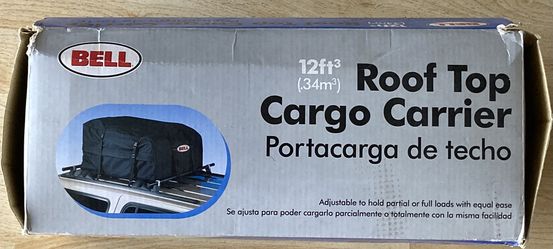 BELL
12ft³
(.34m³)
Roof Top
Cargo Carrier
Portacarga de techo
BELL
Adjustable to hold partial or full loads with equal ease
Se ajusta para poder cargarlo parcialmente o totalmente con la misma facilidad